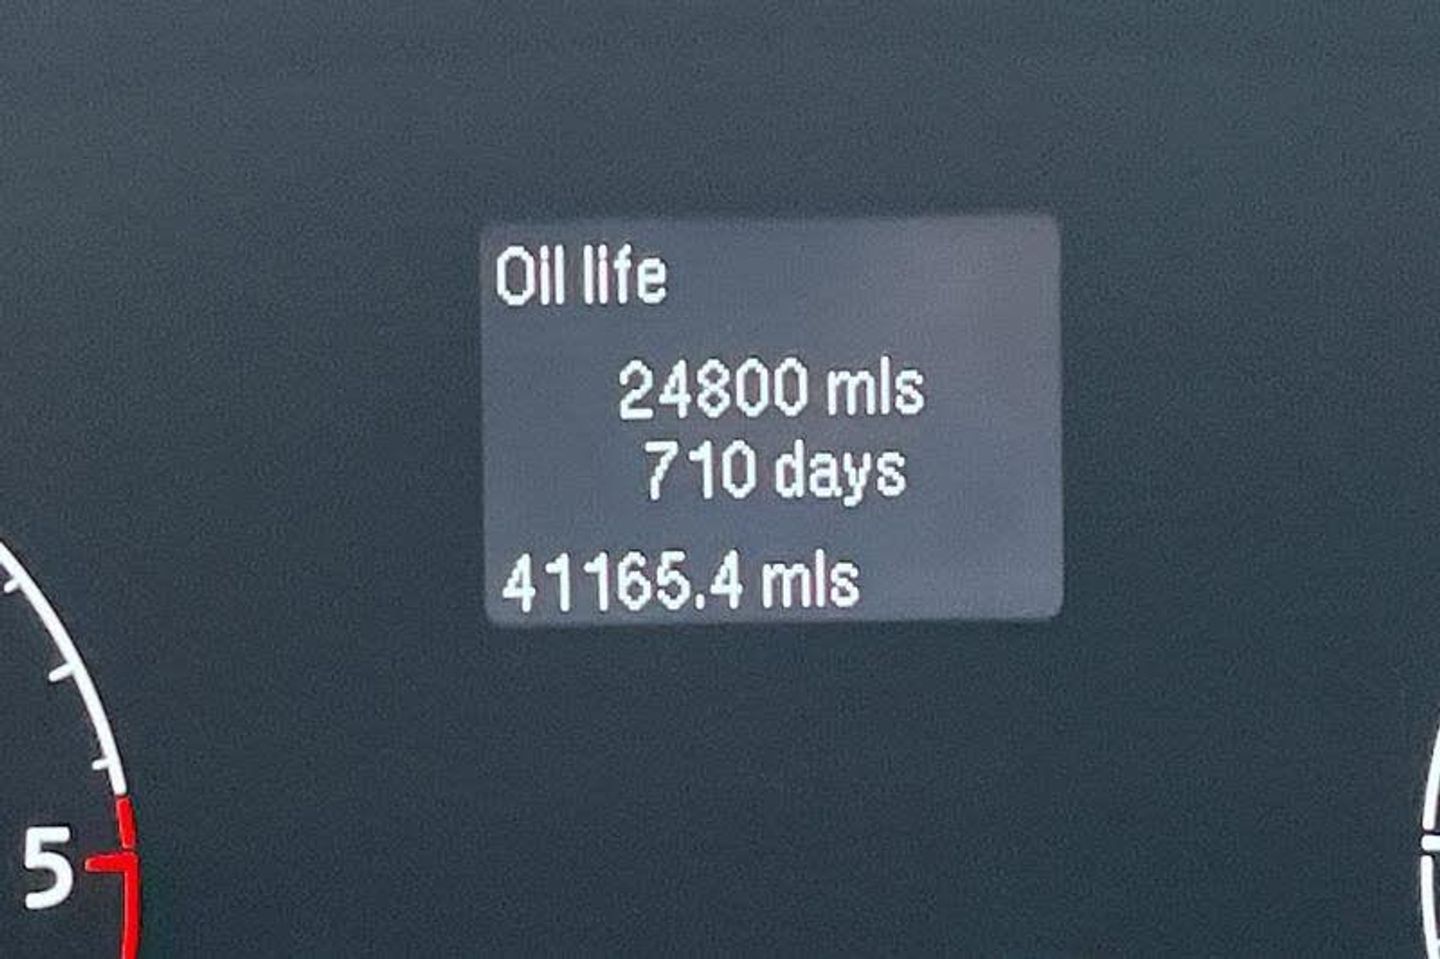 Oil life
24800 mls
710 days
41165.4 mls
5